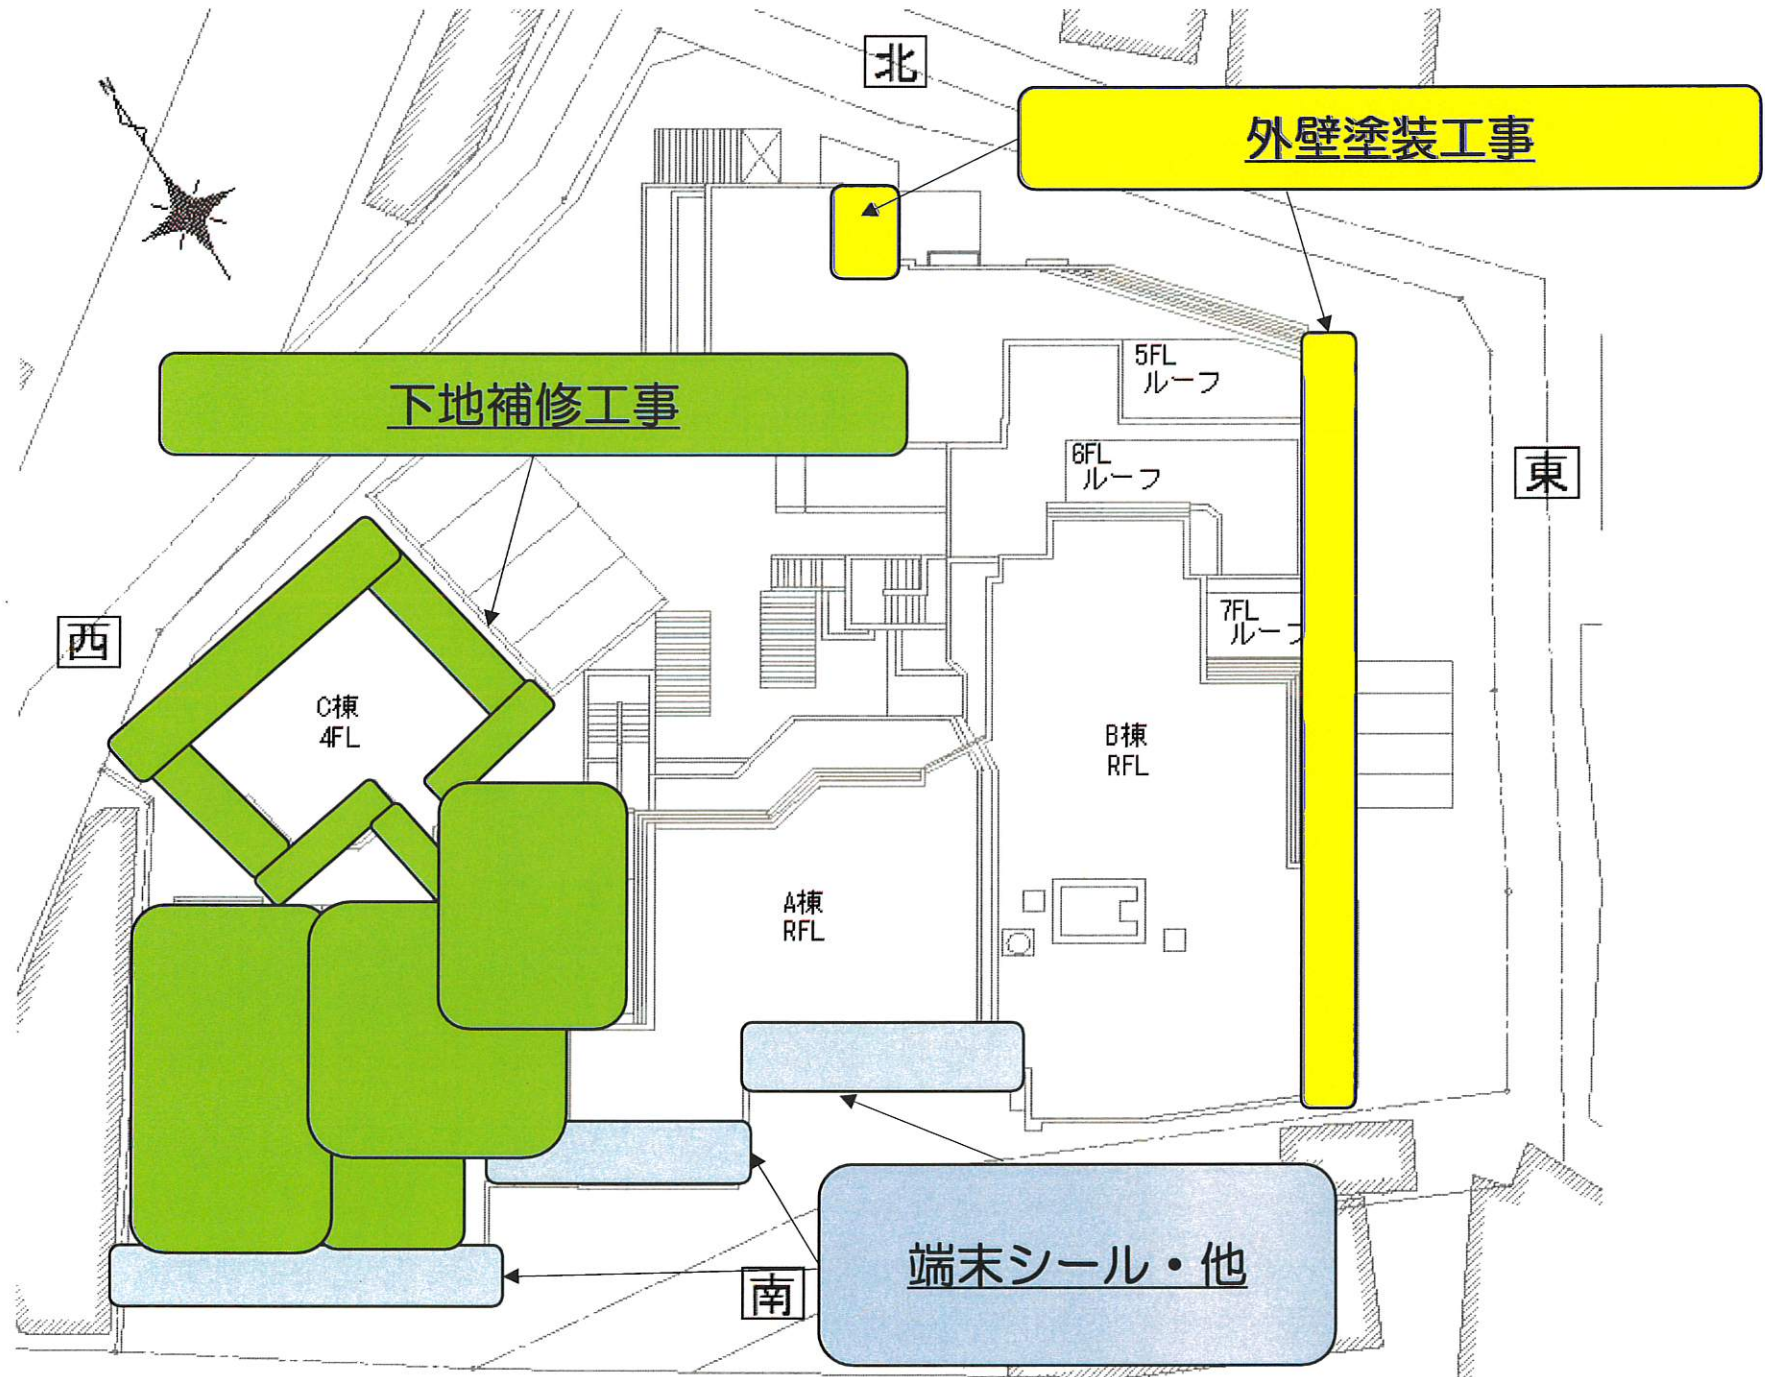 北
外壁塗装工事
5FL
ルーフ
下地補修工事
6FL
ルーフ
東
7FL
ルーフ
西
C棟
4FL
B棟
RFL
A棟
RFL
端末シール・他
南